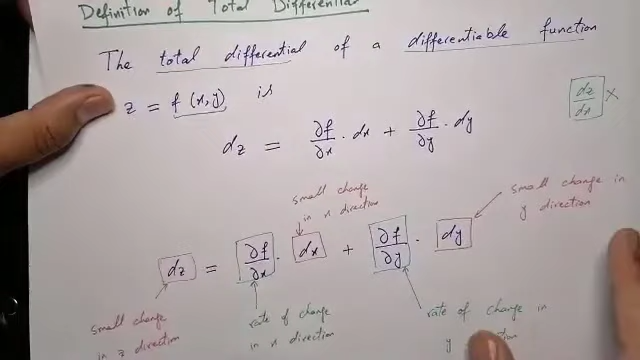 Definition of Total Differential
The total differential of a differentiable function
z = f (x,y) is
dz/dx ×
dz = ∂f/∂x · dx + ∂f/∂y · dy
small change
in x direction
small change in
y direction
dz = ∂f/∂x · dx + ∂f/∂y · dy
small change
in z direction
rate of change
in x direction
rate of change in
y